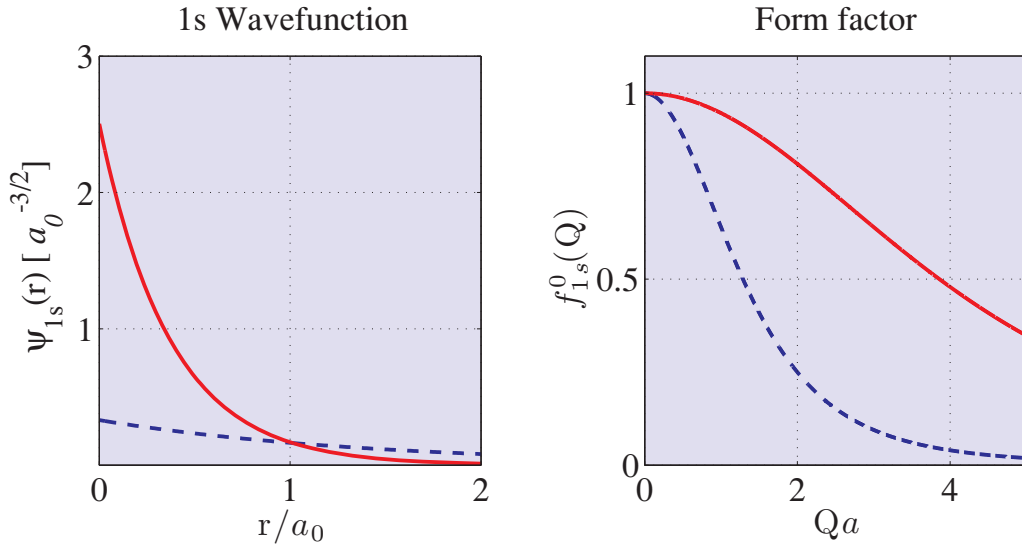 1s Wavefunction
3
2
1
0
1
2
ψ1s(r) [ a0-3/2]
r/a0
Form factor
1
0.5
0
0
2
4
f01s(Q)
Qa